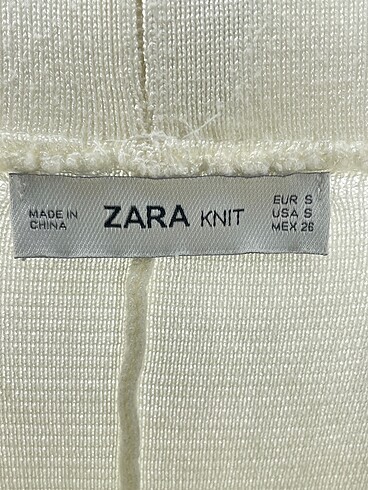 MADE IN
CHINA
ZARA KNIT
EUR S
USA S
MEX 26